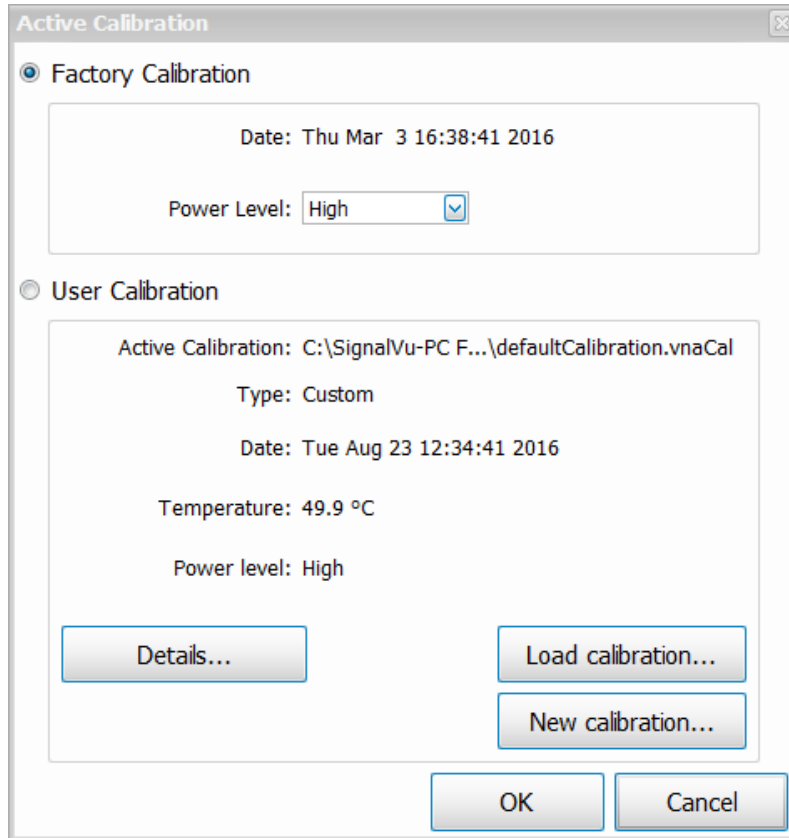 Active Calibration
Factory Calibration
Date: Thu Mar  3 16:38:41 2016
Power Level: High
User Calibration
Active Calibration: C:\SignalVu-PC F...\defaultCalibration.vnaCal
Type: Custom
Date: Tue Aug 23 12:34:41 2016
Temperature: 49.9 ºC
Power level: High
Details...
Load calibration...
New calibration...
OK
Cancel